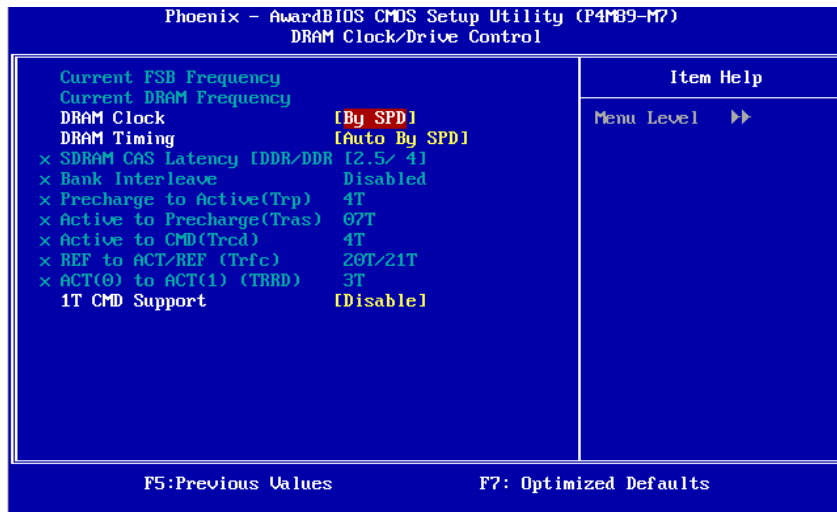 Phoenix - AwardBIOS CMOS Setup Utility (P4M89-M7)
DRAM Clock/Drive Control
Current FSB Frequency
Current DRAM Frequency
DRAM Clock [By SPD]
DRAM Timing [Auto By SPD]
x SDRAM CAS Latency [DDR/DDR [2.5/ 4]
x Bank Interleave Disabled
x Precharge to Active(Trp) 4T
x Active to Precharge(Tras) 07T
x Active to CMD(Trcd) 4T
x REF to ACT/REF (Trfc) 20T/21T
x ACT(0) to ACT(1) (TRRD) 3T
1T CMD Support [Disable]
Item Help
Menu Level
F5:Previous Values F7: Optimized Defaults